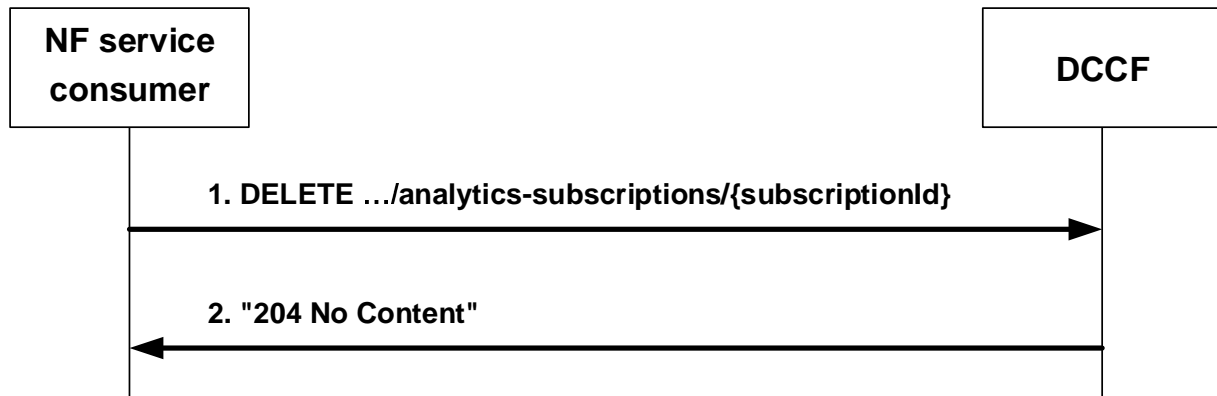 NF service
consumer
DCCF
1. DELETE …/analytics-subscriptions/{subscriptionId}
2. "204 No Content"